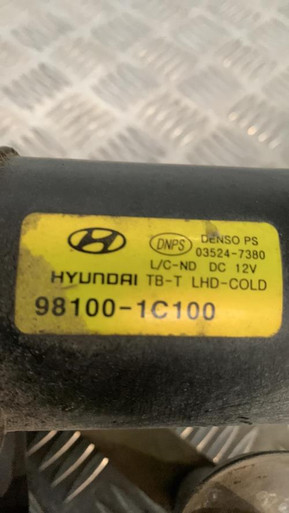 DNPS DENSO PS
03524-7380
L/C-ND DC 12V
HYUNDAI TB-T LHD-COLD
98100-1C100